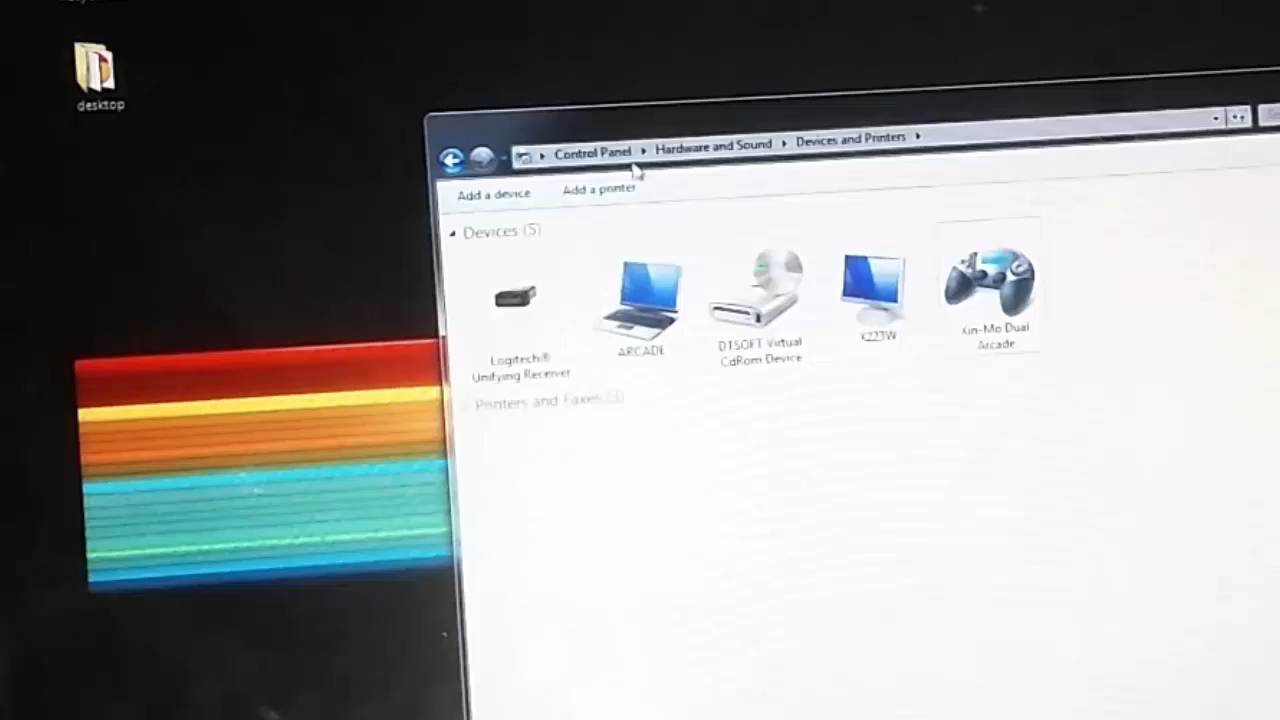 desktop
Control Panel
Hardware and Sound
Devices and Printers
Add a device
Add a printer
Devices (5)
Logitech®
Unifying Receiver
ARCADE
DTSOFT Virtual
CdRom Device
X223W
Xin-Mo Dual
Arcade
Printers and Faxes